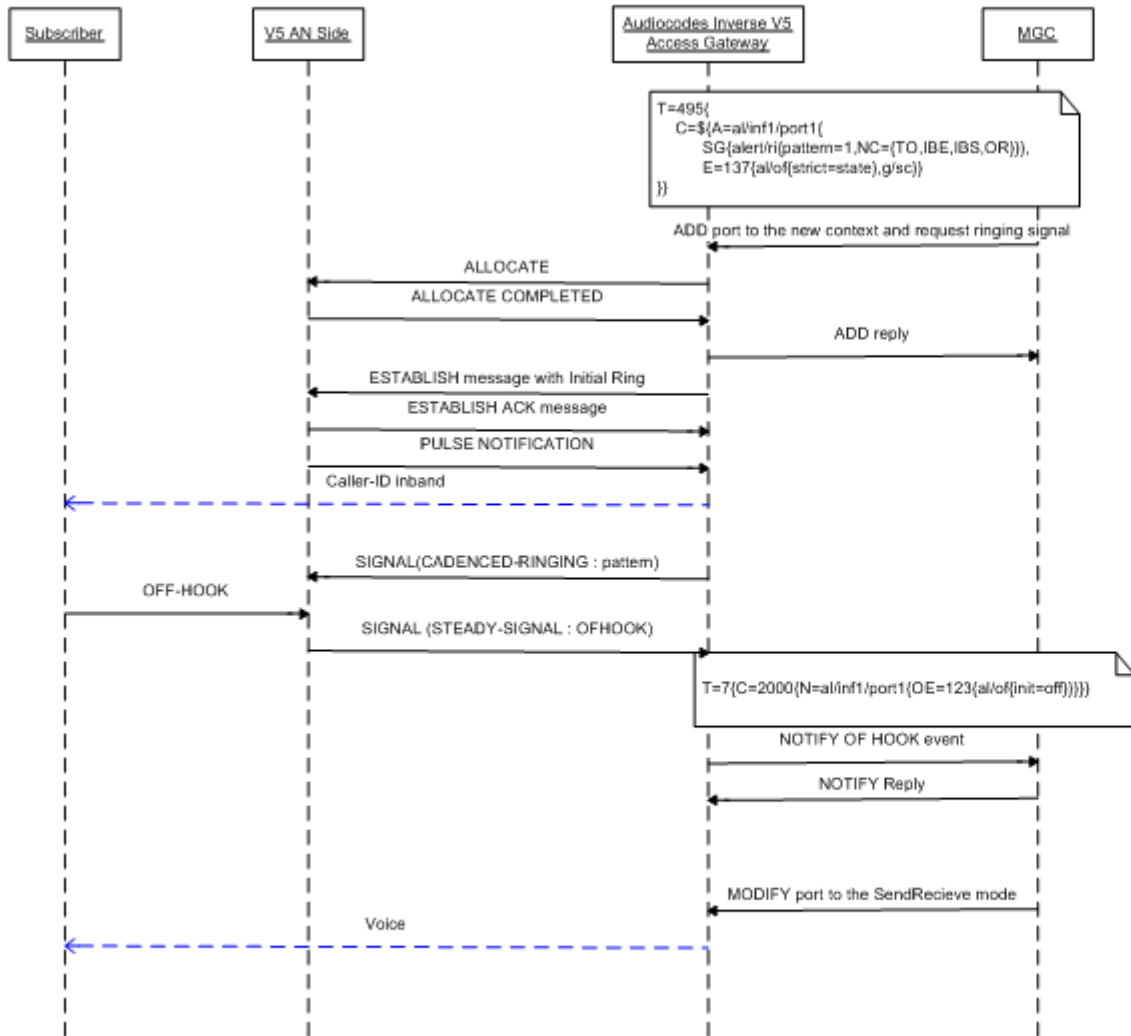 Subscriber
V5 AN Side
Audiocodes Inverse V5
Access Gateway
MGC
T=495{
C=${A=al/inf1/port1{
SG{alert/ri{pattern=1,NC={TO,IBE,IBS,OR}}},
E=137{al/of{strict=state},g/sc}}
}}
ADD port to the new context and request ringing signal
ALLOCATE
ALLOCATE COMPLETED
ADD reply
ESTABLISH message with Initial Ring
ESTABLISH ACK message
PULSE NOTIFICATION
Caller-ID inband
SIGNAL(CADENCED-RINGING : pattern)
OFF-HOOK
SIGNAL (STEADY-SIGNAL : OFHOOK)
T=7{C=2000{N=al/inf1/port1{OE=123{al/of{init=off}}}}}
NOTIFY OF HOOK event
NOTIFY Reply
MODIFY port to the SendRecieve mode
Voice